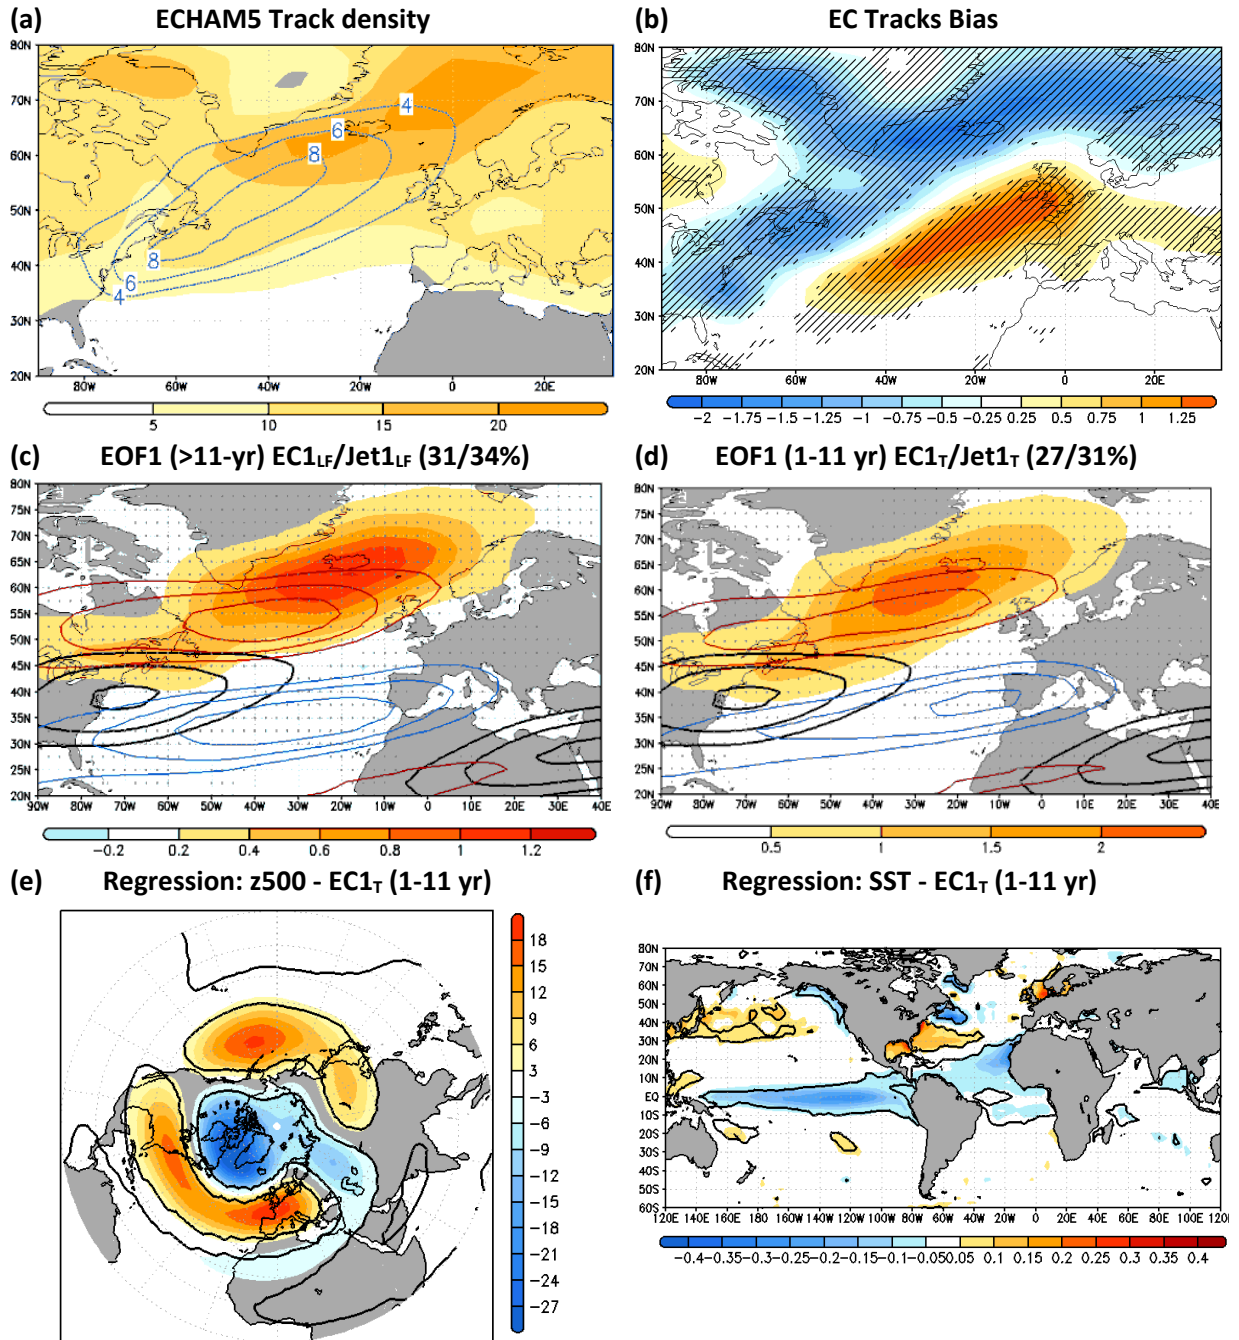 (a) ECHAM5 Track density
80N
70N
60N
50N
40N
30N
20N
80W 60W 40W 20W 0 20E
4
6
8
8
6
4
5 10 15 20
(b) EC Tracks Bias
80N
70N
60N
50N
40N
30N
20N
80W 60W 40W 20W 0 20E
−2 −1.75 −1.5 −1.25 −1 −0.75 −0.5 −0.25 0.25 0.5 0.75 1 1.25
(c) EOF1 (>11-yr) EC1LF/Jet1LF (31/34%)
80N
75N
70N
65N
60N
55N
50N
45N
40N
35N
30N
25N
20N
90W 80W 70W 60W 50W 40W 30W 20W 10W 0 10E 20E 30E 40E
−0.2 0.2 0.4 0.6 0.8 1 1.2
(d) EOF1 (1-11 yr) EC1T/Jet1T (27/31%)
80N
75N
70N
65N
60N
55N
50N
45N
40N
35N
30N
25N
20N
90W 80W 70W 60W 50W 40W 30W 20W 10W 0 10E 20E 30E 40E
0.5 1 1.5 2
(e) Regression: z500 - EC1T (1-11 yr)
18
15
12
9
6
3
−3
−6
−9
−12
−15
−18
−21
−24
−27
(f) Regression: SST - EC1T (1-11 yr)
80N
70N
60N
50N
40N
30N
20N
10N
EQ
10S
20S
30S
40S
50S
60S
120E 140E 160E 180 160W 140W 120W 100W 80W 60W 40W 20W 0 20E 40E 60E 80E 100E 120
−0.4 −0.35 −0.3 −0.25 −0.2 −0.15 −0.1 −0.05 0.05 0.1 0.15 0.2 0.25 0.3 0.35 0.4